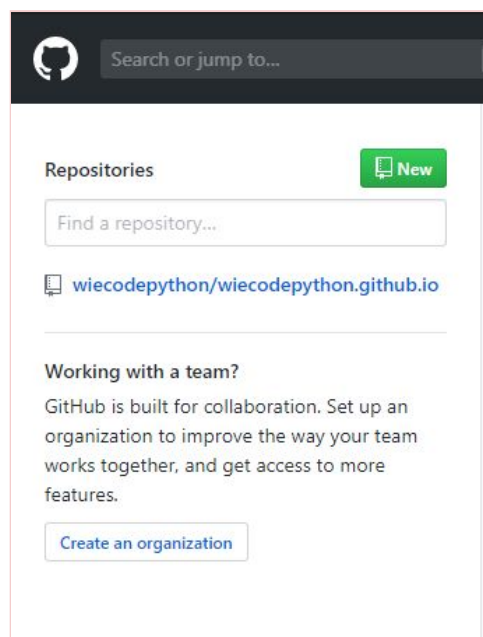 Search or jump to...
Repositories
New
Find a repository...
wiecodepython/wiecodepython.github.io
Working with a team?
GitHub is built for collaboration. Set up an
organization to improve the way your team
works together, and get access to more
features.
Create an organization